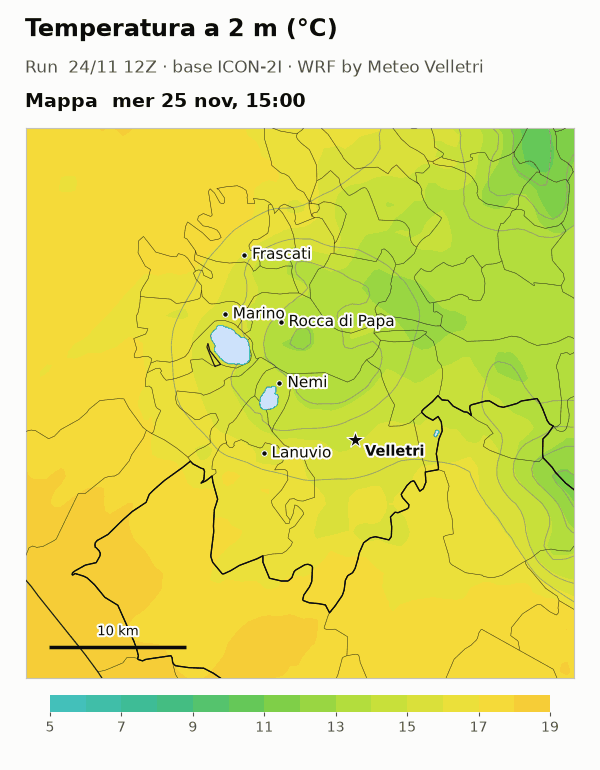 Temperatura a 2 m (°C)
Run 24/11 12Z · base ICON-2I · WRF by Meteo Velletri
Mappa mer 25 nov, 15:00
Frascati
Marino
Rocca di Papa
Nemi
Velletri
Lanuvio
10 km
5 7 9 11 13 15 17 19